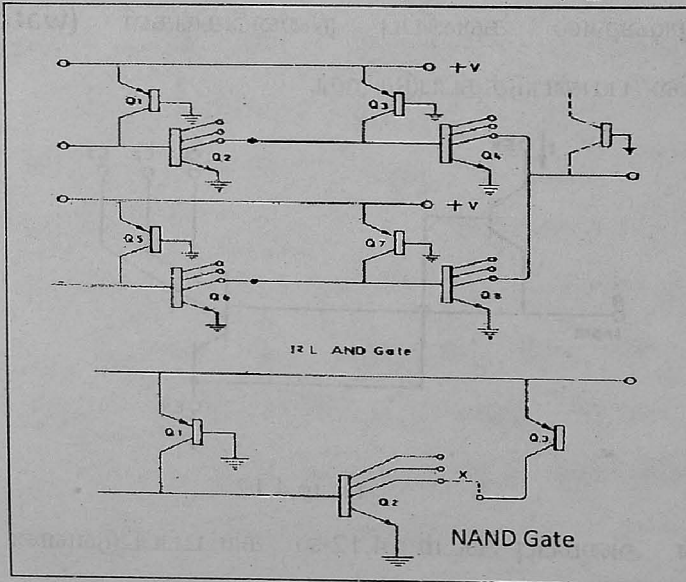 +V
Q1
Q3
Q2
Q4
+V
Q5
Q7
Q6
Q8
I2L AND Gate
Q1
Q3
X
Q2
NAND Gate